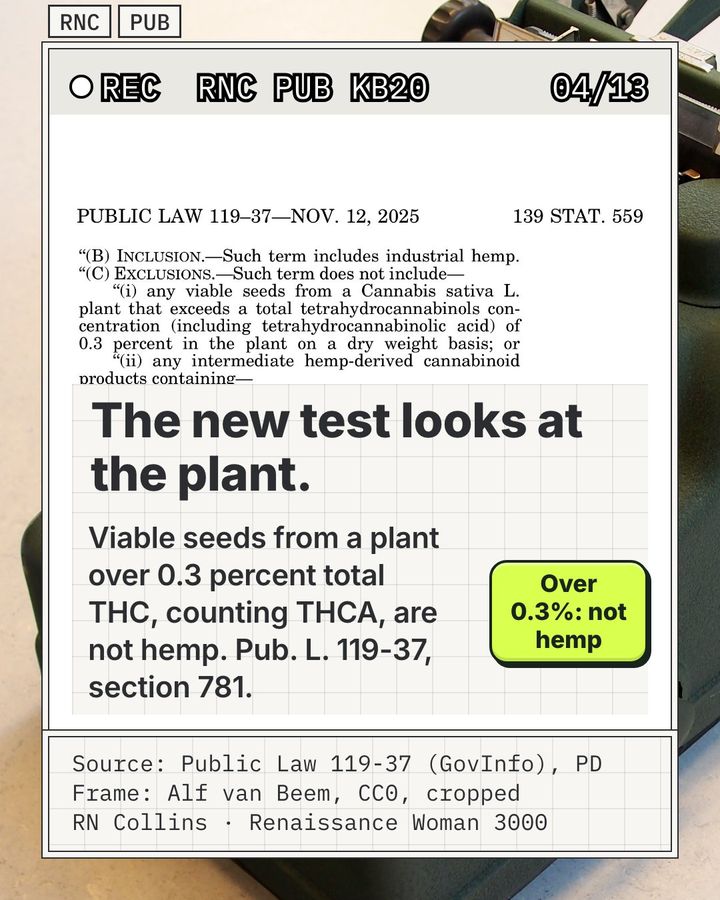 RNC PUB
REC RNC PUB KB20 04/13
PUBLIC LAW 119–37—NOV. 12, 2025 139 STAT. 559
“(B) INCLUSION.—Such term includes industrial hemp.
“(C) EXCLUSIONS.—Such term does not include—
“(i) any viable seeds from a Cannabis sativa L.
plant that exceeds a total tetrahydrocannabinols con-
centration (including tetrahydrocannabinolic acid) of
0.3 percent in the plant on a dry weight basis; or
“(ii) any intermediate hemp-derived cannabinoid
products containing—
The new test looks at
the plant.
Viable seeds from a plant
over 0.3 percent total
THC, counting THCA, are
not hemp. Pub. L. 119-37,
section 781.
Over
0.3%: not
hemp
Source: Public Law 119-37 (GovInfo), PD
Frame: Alf van Beem, CC0, cropped
RN Collins · Renaissance Woman 3000